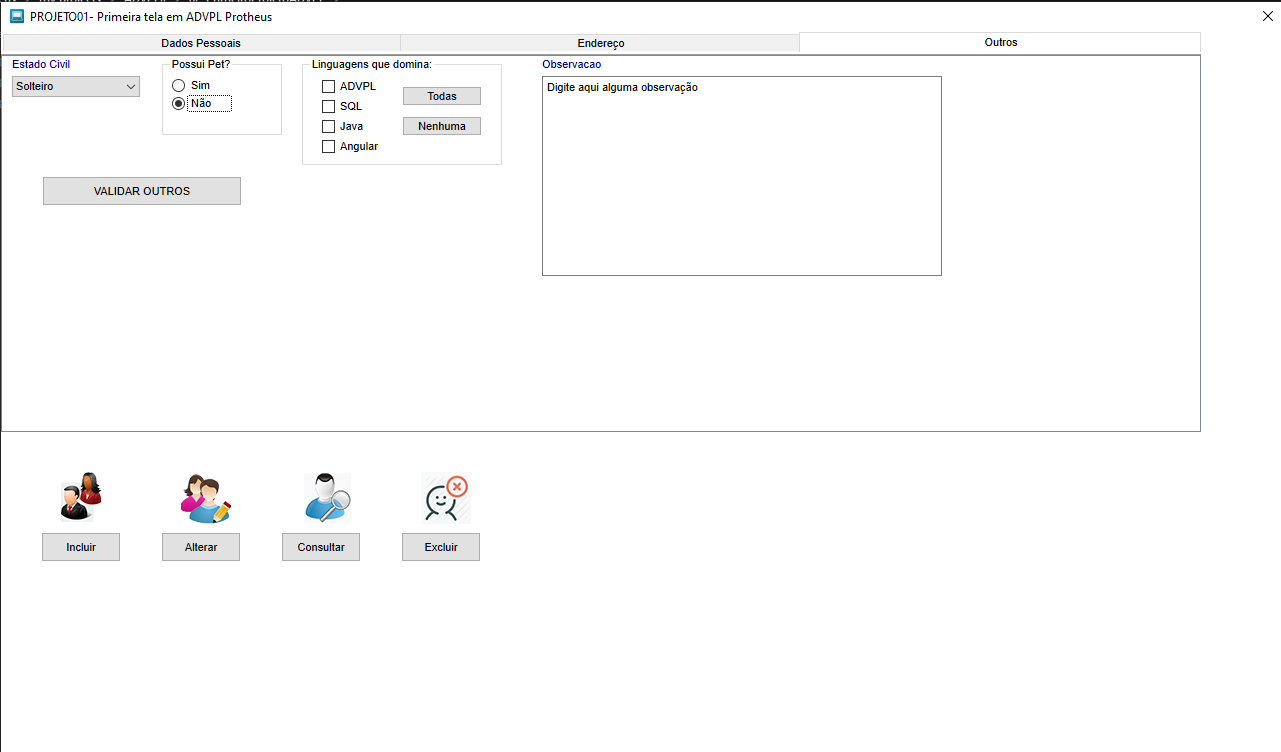 PROJETO01- Primeira tela em ADVPL Protheus
Dados Pessoais
Endereço
Outros
Estado Civil
Solteiro
Possui Pet?
Sim
Não
Linguagens que domina:
ADVPL
SQL
Java
Angular
Todas
Nenhuma
Observacao
Digite aqui alguma observação
VALIDAR OUTROS
Incluir
Alterar
Consultar
Excluir